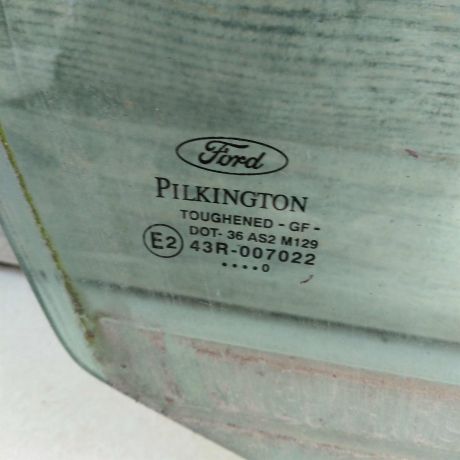 Ford
PILKINGTON
TOUGHENED - GF -
DOT- 36 AS2 M129
E2 43R-007022
••••0